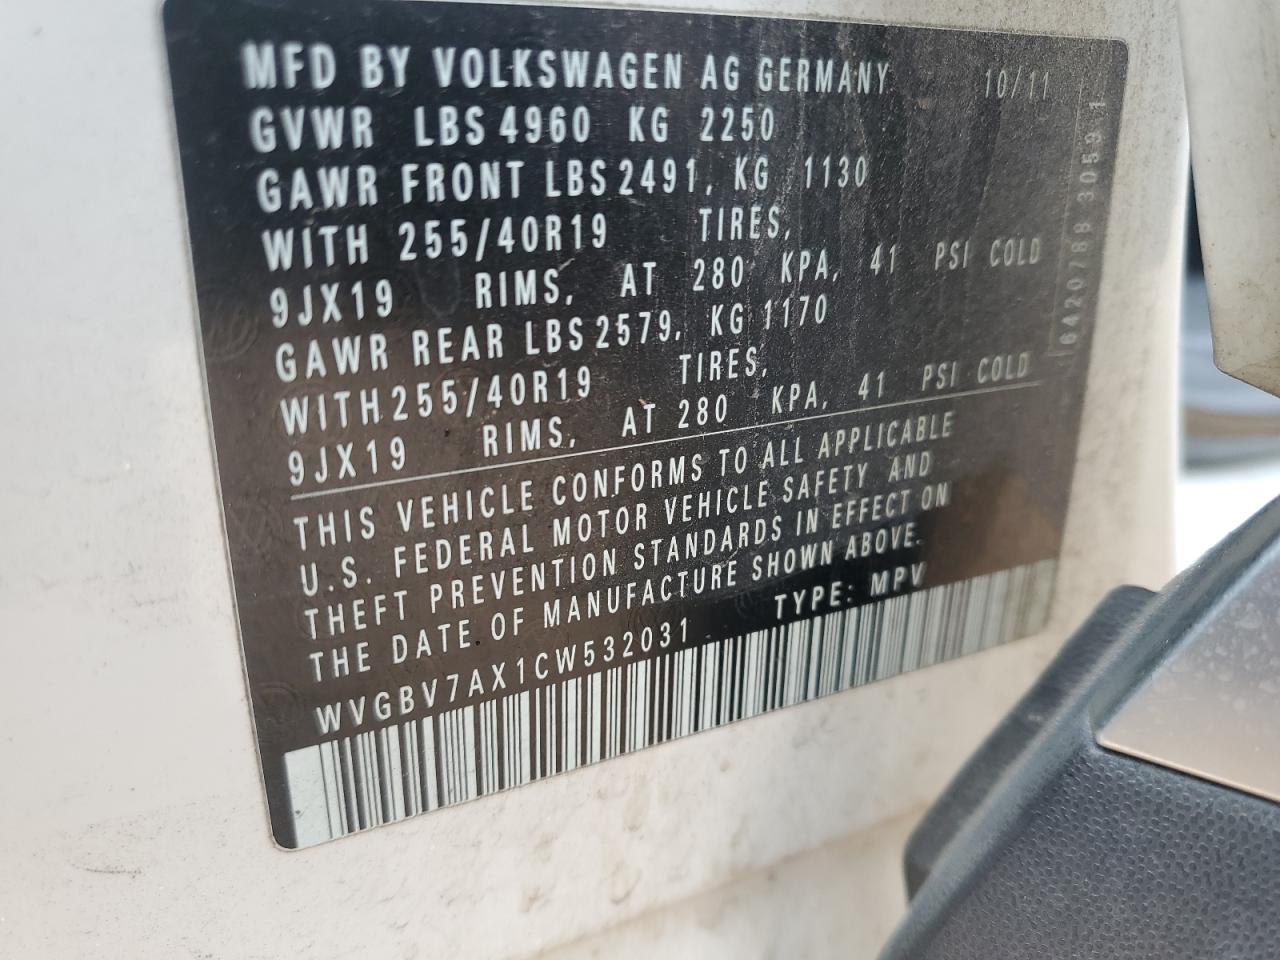 MFD BY VOLKSWAGEN AG GERMANY 10/11
GVWR LBS 4960 KG 2250
GAWR FRONT LBS 2491, KG 1130
WITH 255/40R19 TIRES,
9JX19 RIMS, AT 280 KPA, 41 PSI COLD
GAWR REAR LBS 2579, KG 1170
WITH 255/40R19 TIRES,
9JX19 RIMS, AT 280 KPA, 41 PSI COLD
THIS VEHICLE CONFORMS TO ALL APPLICABLE
U.S. FEDERAL MOTOR VEHICLE SAFETY AND
THEFT PREVENTION STANDARDS IN EFFECT ON
THE DATE OF MANUFACTURE SHOWN ABOVE.
WVGBV7AX1CW532031 TYPE: MPV